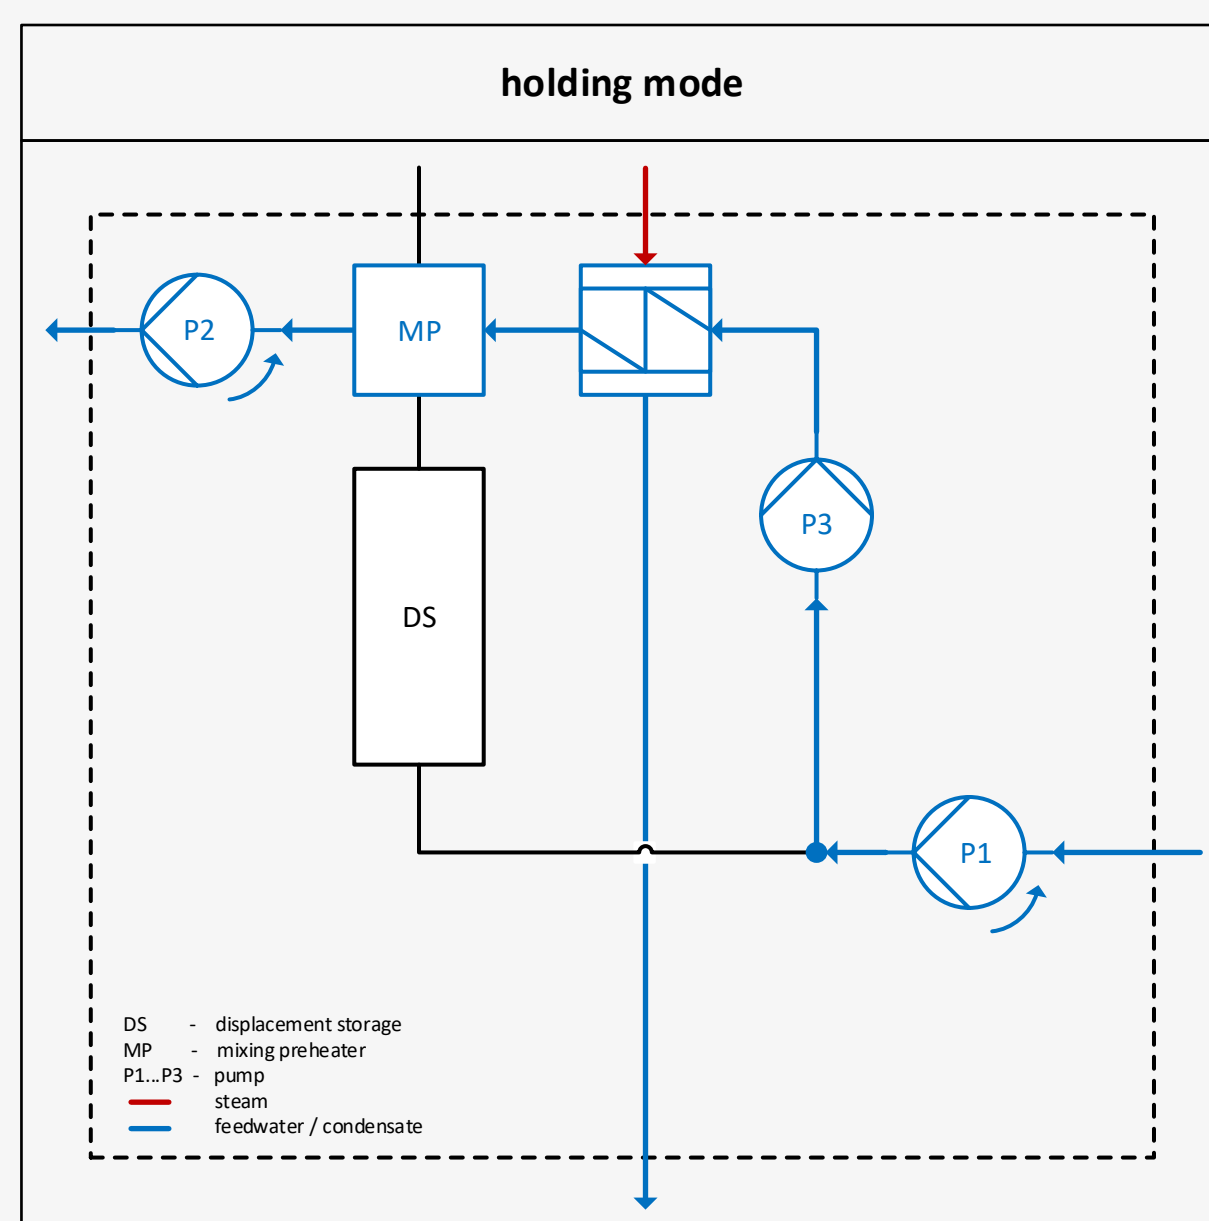 holding mode
P2
MP
P3
DS
P1
DS - displacement storage
MP - mixing preheater
P1...P3 - pump
steam
feedwater / condensate